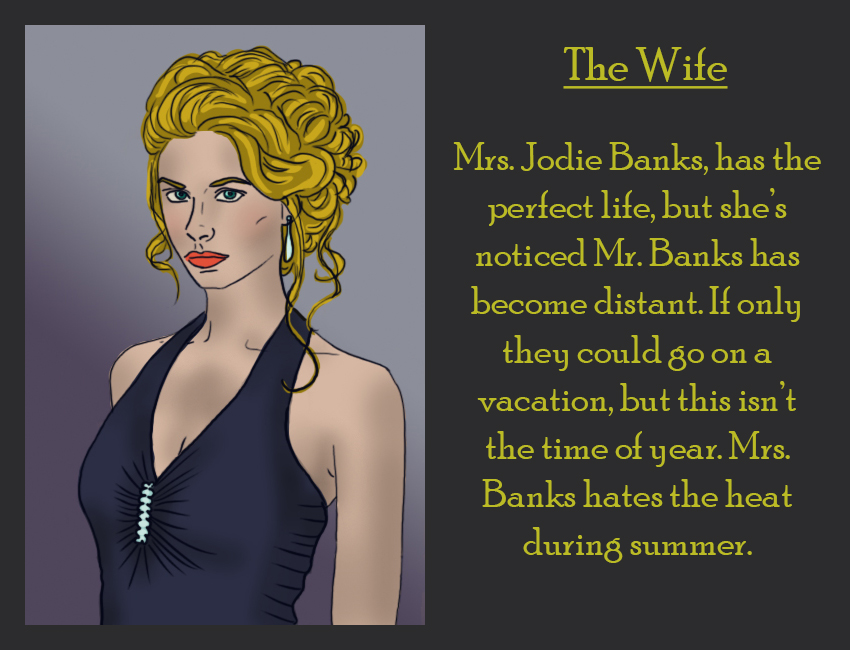 The Wife
Mrs. Jodie Banks, has the
perfect life, but she's
noticed Mr. Banks has
become distant. If only
they could go on a
vacation, but this isn't
the time of year. Mrs.
Banks hates the heat
during summer.